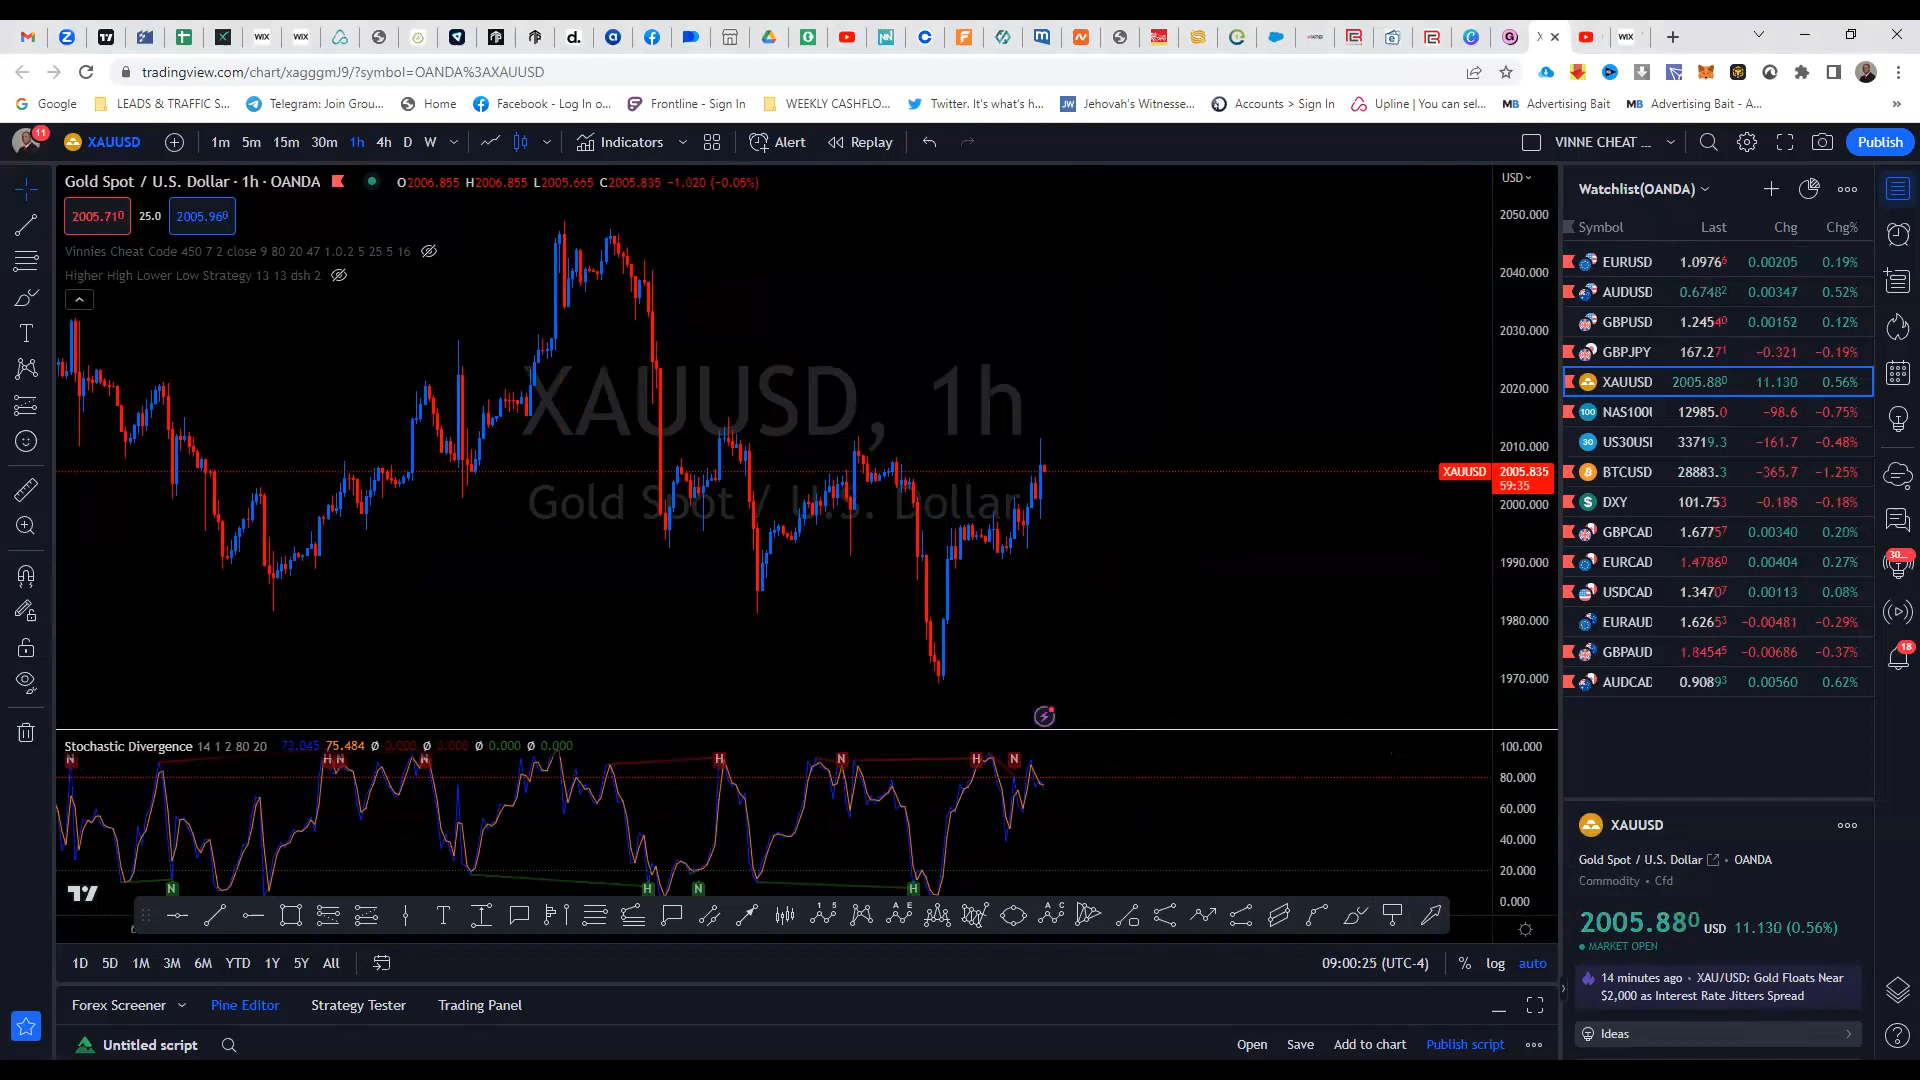 tradingview.com/chart/xagggmJ9/?symbol=OANDA%3AXAUUSD
Google
LEADS & TRAFFIC S...
Telegram: Join Grou...
Home
Facebook - Log In o...
Frontline - Sign In
WEEKLY CASHFLO...
Twitter. It's what's h...
Jehovah's Witnesse...
Accounts > Sign In
Upline | You can sel...
Advertising Bait
Advertising Bait - A...
11
XAUUSD
1m 5m 15m 30m 1h 4h D W
Indicators
Alert
Replay
VINNE CHEAT ...
Publish
Gold Spot / U.S. Dollar · 1h · OANDA
O2006.855 H2006.855 L2005.665 C2005.835 −1.020 (−0.05%)
2005.710 25.0 2005.960
Vinnies Cheat Code 450 7 2 close 9 80 20 47 1.0.2 5 25 5 16
Higher High Lower Low Strategy 13 13 dsh 2
XAUUSD, 1h
Gold Spot / U.S. Dollar
USD
2050.000
2040.000
2030.000
2020.000
2010.000
XAUUSD 2005.835
59:35
2000.000
1990.000
1980.000
1970.000
Watchlist(OANDA)
Symbol Last Chg Chg%
EURUSD 1.09766 0.00205 0.19%
AUDUSD 0.67482 0.00347 0.52%
GBPUSD 1.24540 0.00152 0.12%
GBPJPY 167.271 −0.321 −0.19%
XAUUSD 2005.880 11.130 0.56%
NAS100U 12985.0 −98.6 −0.75%
US30USD 33719.3 −161.7 −0.48%
BTCUSD 28883.3 −365.7 −1.25%
DXY 101.753 −0.186 −0.18%
GBPCAD 1.67757 0.00340 0.20%
EURCAD 1.47860 0.00404 0.27%
USDCAD 1.34707 0.00113 0.08%
EURAUD 1.62653 −0.00481 −0.29%
GBPAUD 1.84545 −0.00686 −0.37%
AUDCAD 0.90893 0.00560 0.62%
30...
18
Stochastic Divergence 14 1 2 80 20 73.045 75.484 Ø 0.000 Ø 0.000 Ø 0.000 Ø 0.000
N H N N H N H N
N H N H
100.000
80.000
60.000
40.000
20.000
0.000
XAUUSD
Gold Spot / U.S. Dollar • OANDA
Commodity • Cfd
2005.880 USD 11.130 (0.56%)
MARKET OPEN
14 minutes ago • XAU/USD: Gold Floats Near
$2,000 as Interest Rate Jitters Spread
Ideas
1D 5D 1M 3M 6M YTD 1Y 5Y All
09:00:25 (UTC-4)
% log auto
Forex Screener
Pine Editor
Strategy Tester
Trading Panel
Untitled script
Open
Save
Add to chart
Publish script